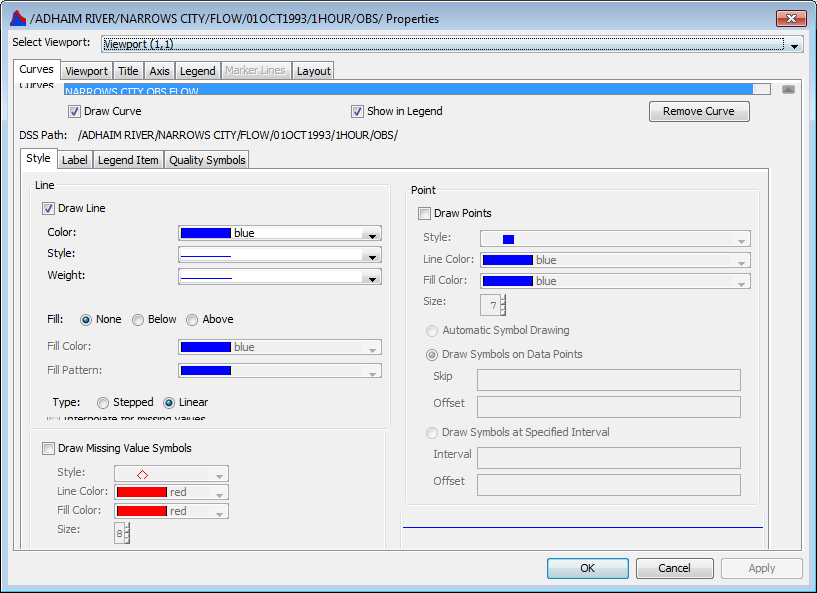 /ADHAIM RIVER/NARROWS CITY/FLOW/01OCT1993/1HOUR/OBS/ Properties
Select Viewport: Viewport (1,1)
Curves Viewport Title Axis Legend Marker Lines Layout
Curves NARROWS CITY OBS FLOW
Draw Curve Show in Legend Remove Curve
DSS Path: /ADHAIM RIVER/NARROWS CITY/FLOW/01OCT1993/1HOUR/OBS/
Style Label Legend Item Quality Symbols
Line
Draw Line
Color: blue
Style:
Weight:
Fill: None Below Above
Fill Color: blue
Fill Pattern:
Type: Stepped Linear
Interpolate for missing values
Draw Missing Value Symbols
Style:
Line Color: red
Fill Color: red
Size: 8
Point
Draw Points
Style:
Line Color: blue
Fill Color: blue
Size: 7
Automatic Symbol Drawing
Draw Symbols on Data Points
Skip
Offset
Draw Symbols at Specified Interval
Interval
Offset
OK Cancel Apply